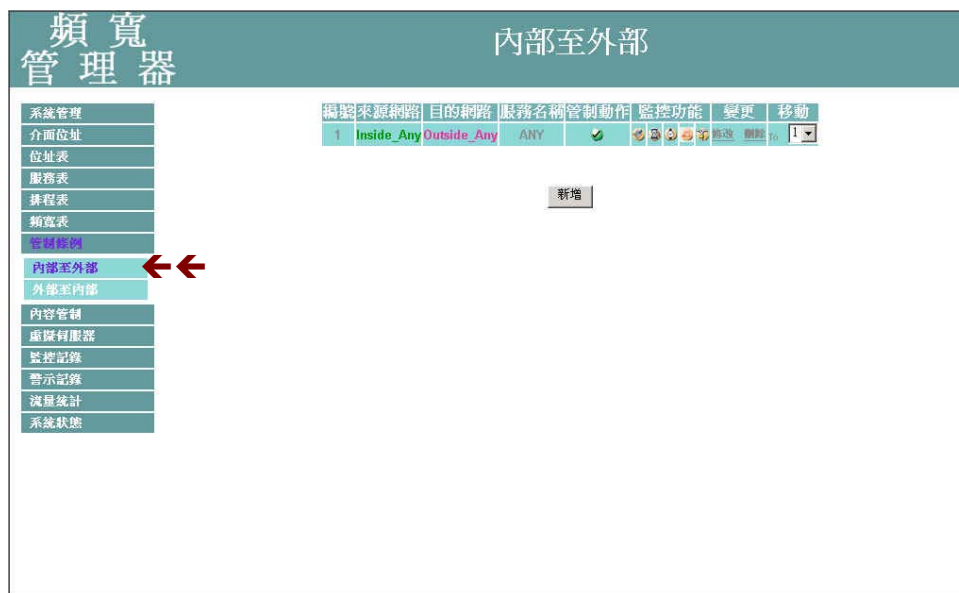 頻寬
管理器
內部至外部
系統管理
介面位址
位址表
服務表
排程表
頻寬表
管制條例
內部至外部
外部至內部
內容管制
虛擬伺服器
監控記錄
警示記錄
流量統計
系統狀態
編號 來源網路 目的網路 服務名稱 管制動作 監控功能 變更 移動
1 Inside_Any Outside_Any ANY 修改 刪除 To 1
新增